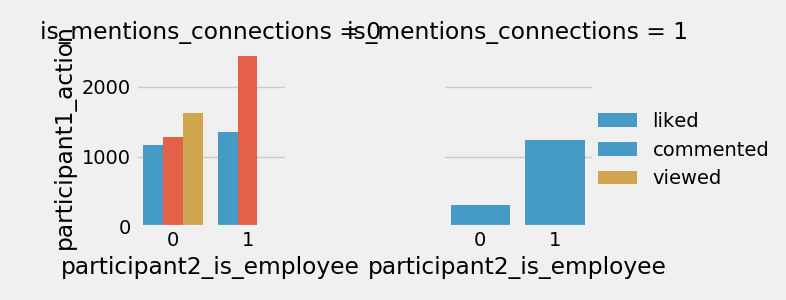 is_mentions_connections = 0
is_mentions_connections = 1
participant1_action
2000
1000
0
0 1
0 1
participant2_is_employee
participant2_is_employee
liked
commented
viewed